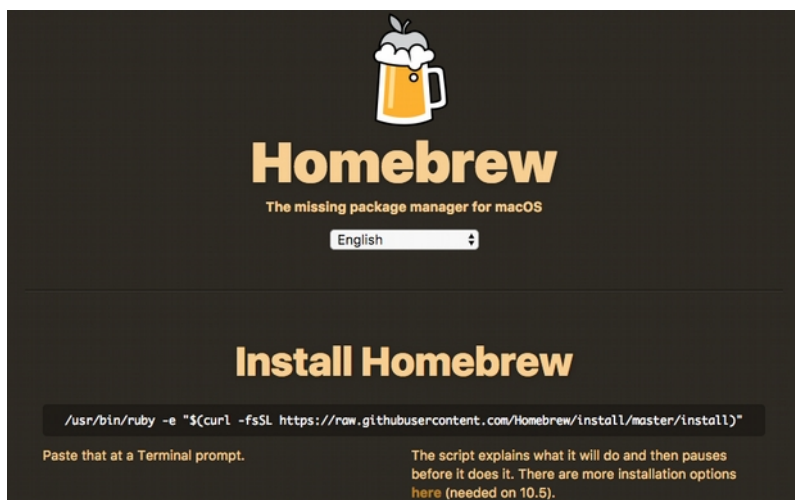 Homebrew
The missing package manager for macOS
English
Install Homebrew
/usr/bin/ruby -e "$(curl -fsSL https://raw.githubusercontent.com/Homebrew/install/master/install)"
Paste that at a Terminal prompt.
The script explains what it will do and then pauses
before it does it. There are more installation options
here (needed on 10.5).